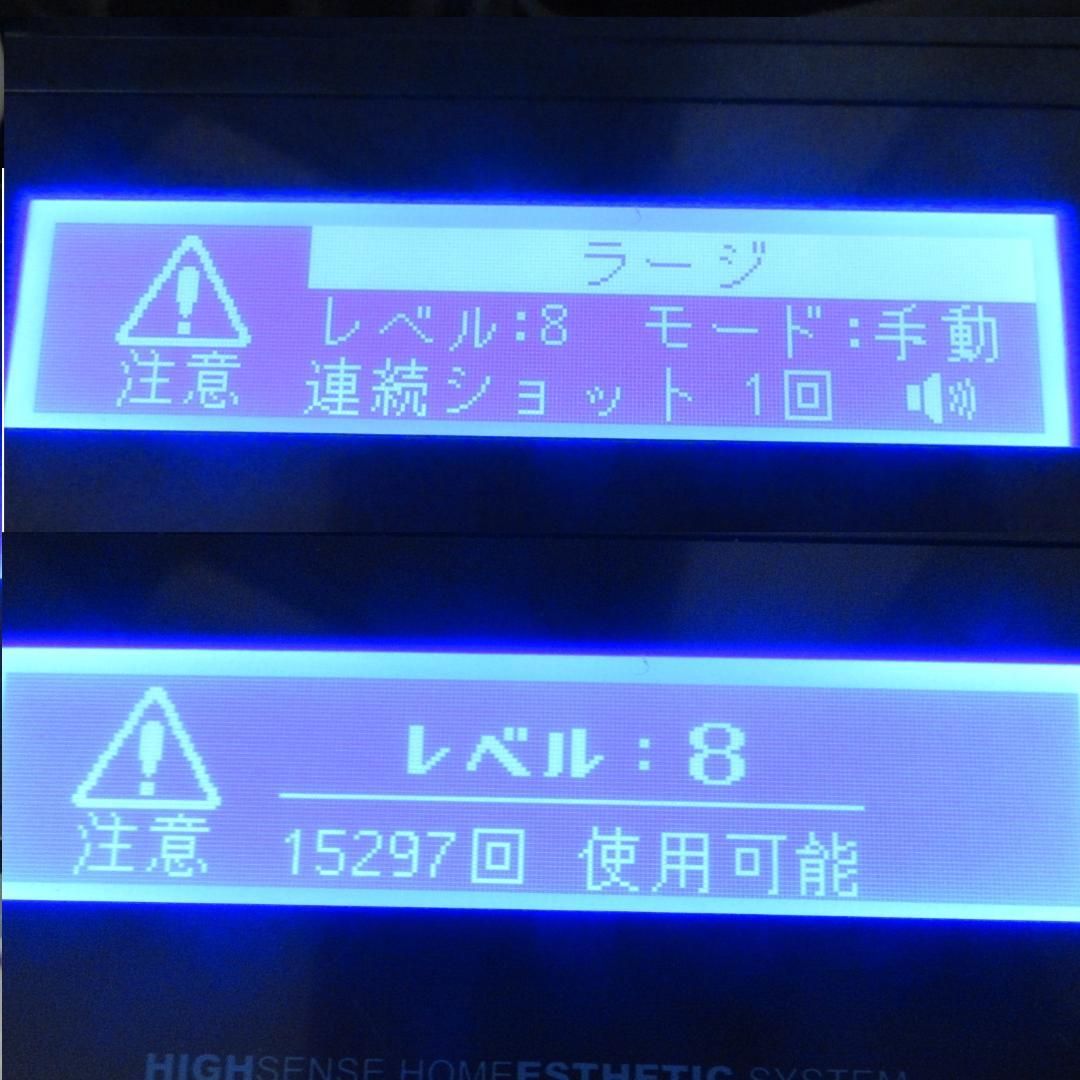 ラージ
レベル:8 モード:手動
注意 連続ショット 1回
レベル:8
注意 15297回 使用可能
HIGHSENSE HOMEESTHETIC SYSTEM